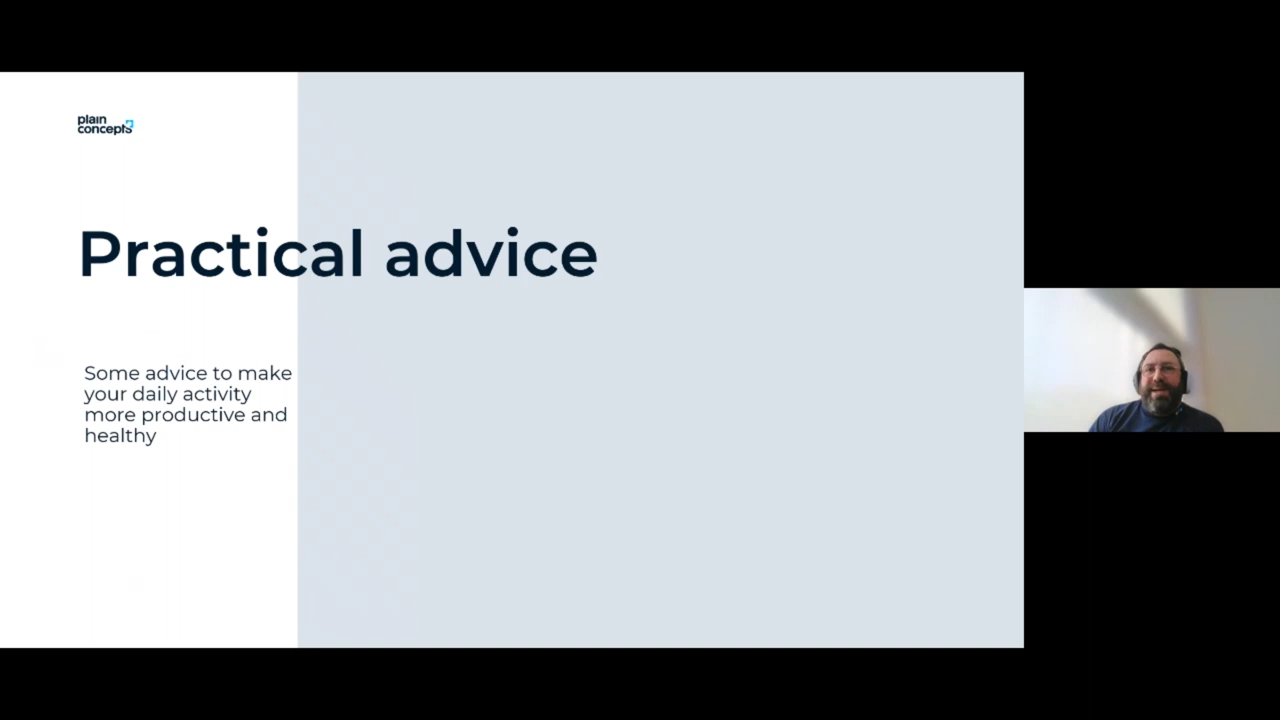 plain
concepts
Practical advice
Some advice to make
your daily activity
more productive and
healthy